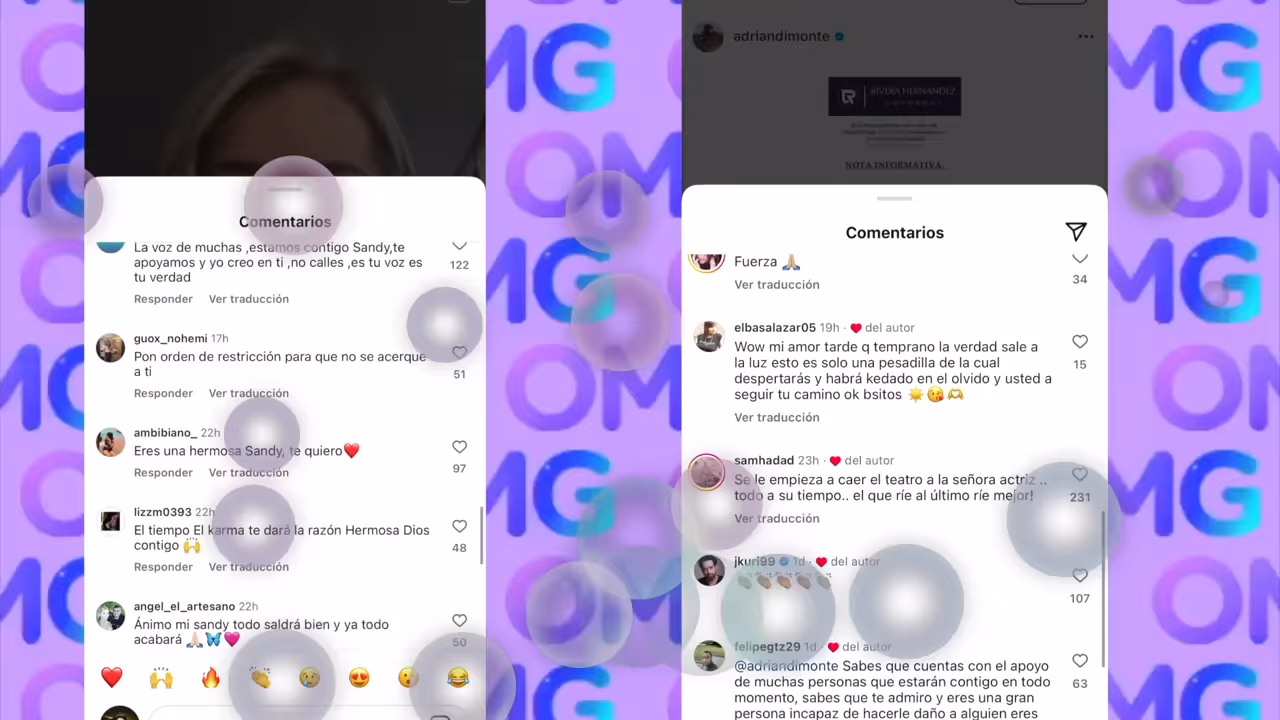 Comentarios
La voz de muchas ,estamos contigo Sandy,te
apoyamos y yo creo en ti ,no calles ,es tu voz es
tu verdad
122
Responder Ver traducción
guox_nohemi 17h
Pon orden de restricción para que no se acerque
a ti
51
Responder Ver traducción
ambibiano_ 22h
Eres una hermosa Sandy, te quiero❤️
97
Responder Ver traducción
lizzm0393 22h
El tiempo El karma te dará la razón Hermosa Dios
contigo 🙌
48
Responder Ver traducción
angel_el_artesano 22h
Ánimo mi sandy todo saldrá bien y ya todo
acabará 🙏🏼🦋💗
50
adriandimonte
RIVERA HERNANDEZ
NOTA INFORMATIVA.
Comentarios
Fuerza 🙏🏼
34
Ver traducción
elbasalazar05 19h · ❤️ del autor
Wow mi amor tarde q temprano la verdad sale a
la luz esto es solo una pesadilla de la cual
despertarás y habrá kedado en el olvido y usted a
seguir tu camino ok bsitos ☀️😘🫶
15
Ver traducción
samhadad 23h · ❤️ del autor
Se le empieza a caer el teatro a la señora actriz ..
todo a su tiempo.. el que ríe al último ríe mejor!
231
Ver traducción
jkuri99 1d · ❤️ del autor
107
felipegtz29 1d · ❤️ del autor
@adriandimonte Sabes que cuentas con el apoyo
de muchas personas que estarán contigo en todo
momento, sabes que te admiro y eres una gran
persona incapaz de hacerle daño a alguien eres
63
OMG